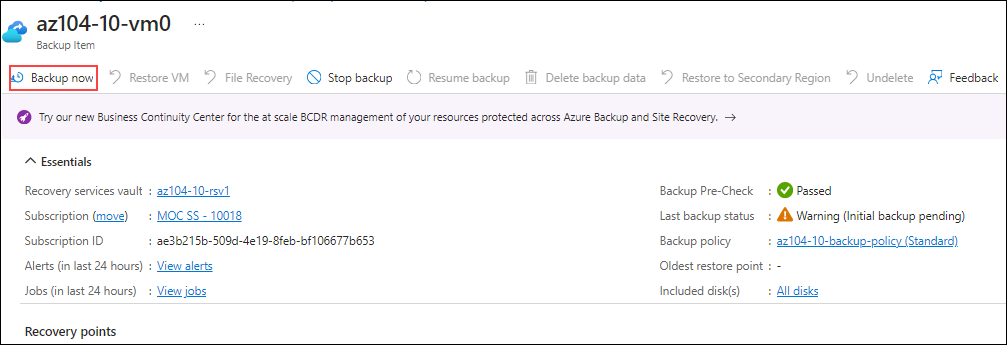 az104-10-vm0 ...
Backup Item
Backup now Restore VM File Recovery Stop backup Resume backup Delete backup data Restore to Secondary Region Undelete Feedback
Try our new Business Continuity Center for the at scale BCDR management of your resources protected across Azure Backup and Site Recovery. →
Essentials
Recovery services vault : az104-10-rsv1
Subscription (move) : MOC SS - 10018
Subscription ID : ae3b215b-509d-4e19-8feb-bf106677b653
Alerts (in last 24 hours) : View alerts
Jobs (in last 24 hours) : View jobs
Backup Pre-Check : Passed
Last backup status : Warning (Initial backup pending)
Backup policy : az104-10-backup-policy (Standard)
Oldest restore point : -
Included disk(s) : All disks
Recovery points